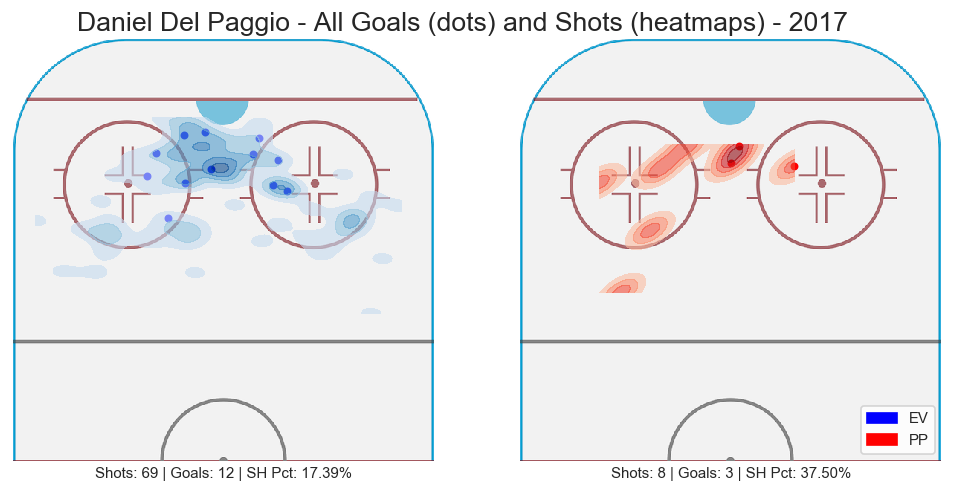 Daniel Del Paggio - All Goals (dots) and Shots (heatmaps) - 2017
EV
PP
Shots: 69 | Goals: 12 | SH Pct: 17.39%
Shots: 8 | Goals: 3 | SH Pct: 37.50%